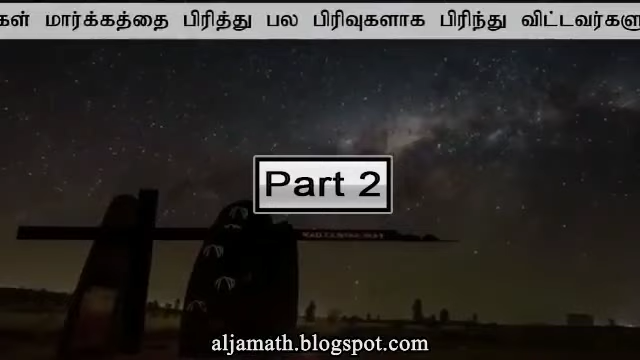 கள் மார்க்கத்தை பிரித்து பல பிரிவுகளாக பிரிந்து விட்டவர்களு
Part 2
aljamath.blogspot.com